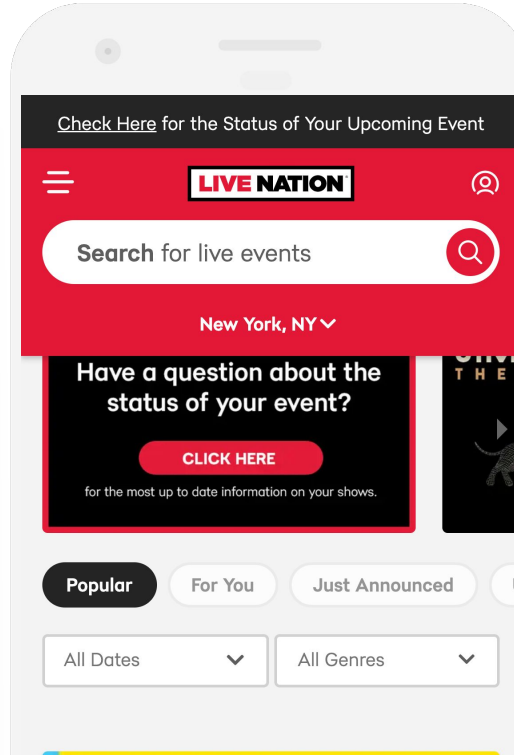 Check Here for the Status of Your Upcoming Event
LIVE NATION
Search for live events
New York, NY
Have a question about the
status of your event?
THE
CLICK HERE
for the most up to date information on your shows.
Popular
For You
Just Announced
All Dates
All Genres